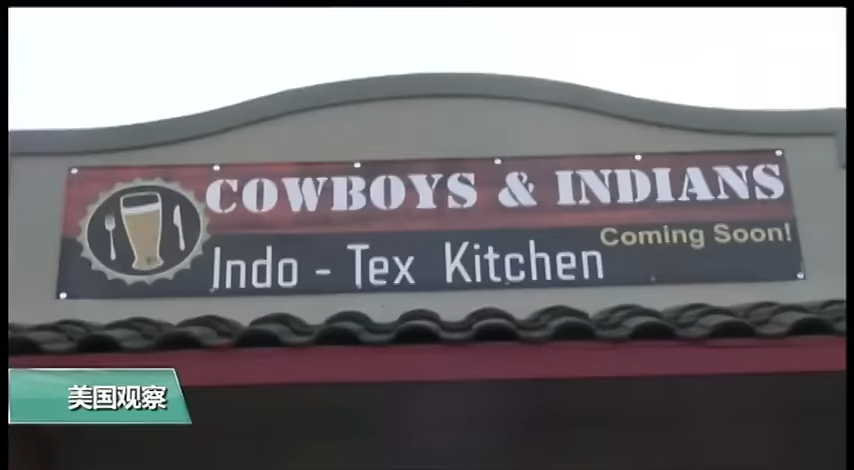 COWBOYS & INDIANS
Coming Soon!
Indo - Tex Kitchen
美国观察